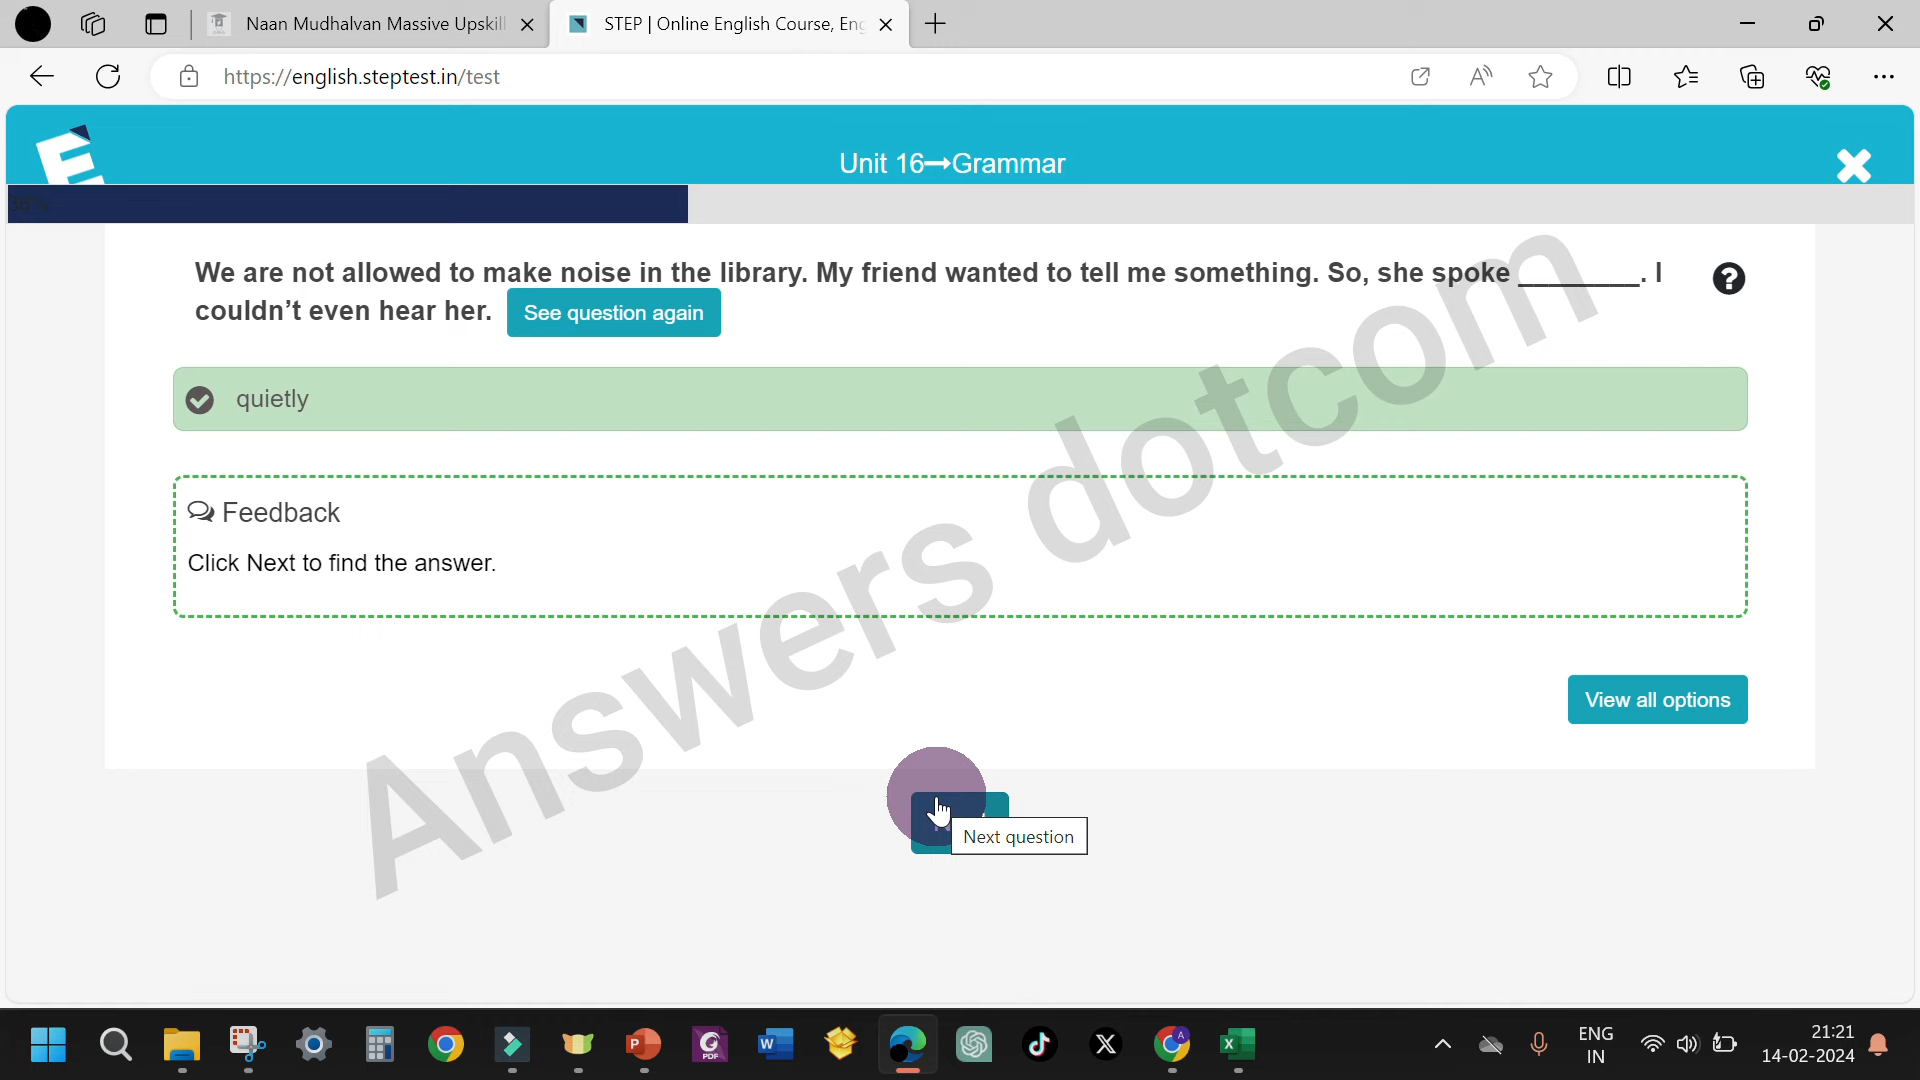 Naan Mudhalvan Massive Upskill
STEP | Online English Course, Eng
https://english.steptest.in/test
Unit 16→Grammar
36%
We are not allowed to make noise in the library. My friend wanted to tell me something. So, she spoke ________. I
couldn’t even hear her.
See question again
quietly
Feedback
Click Next to find the answer.
View all options
Next question
Answers dotcom
ENG
IN
21:21
14-02-2024